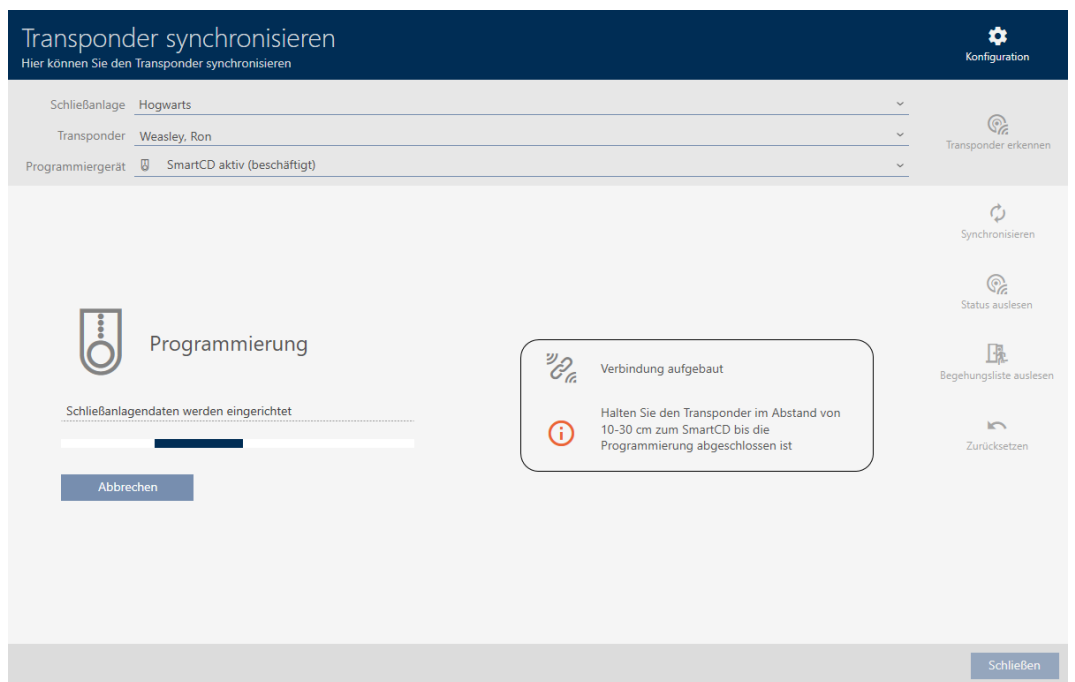 Transponder synchronisieren
Hier können Sie den Transponder synchronisieren
Konfiguration
Schließanlage Hogwarts
Transponder Weasley, Ron
Programmiergerät SmartCD aktiv (beschäftigt)
Transponder erkennen
Synchronisieren
Status auslesen
Begehungsliste auslesen
Zurücksetzen
Programmierung
Schließanlagendaten werden eingerichtet
Abbrechen
Verbindung aufgebaut
Halten Sie den Transponder im Abstand von
10-30 cm zum SmartCD bis die
Programmierung abgeschlossen ist
Schließen